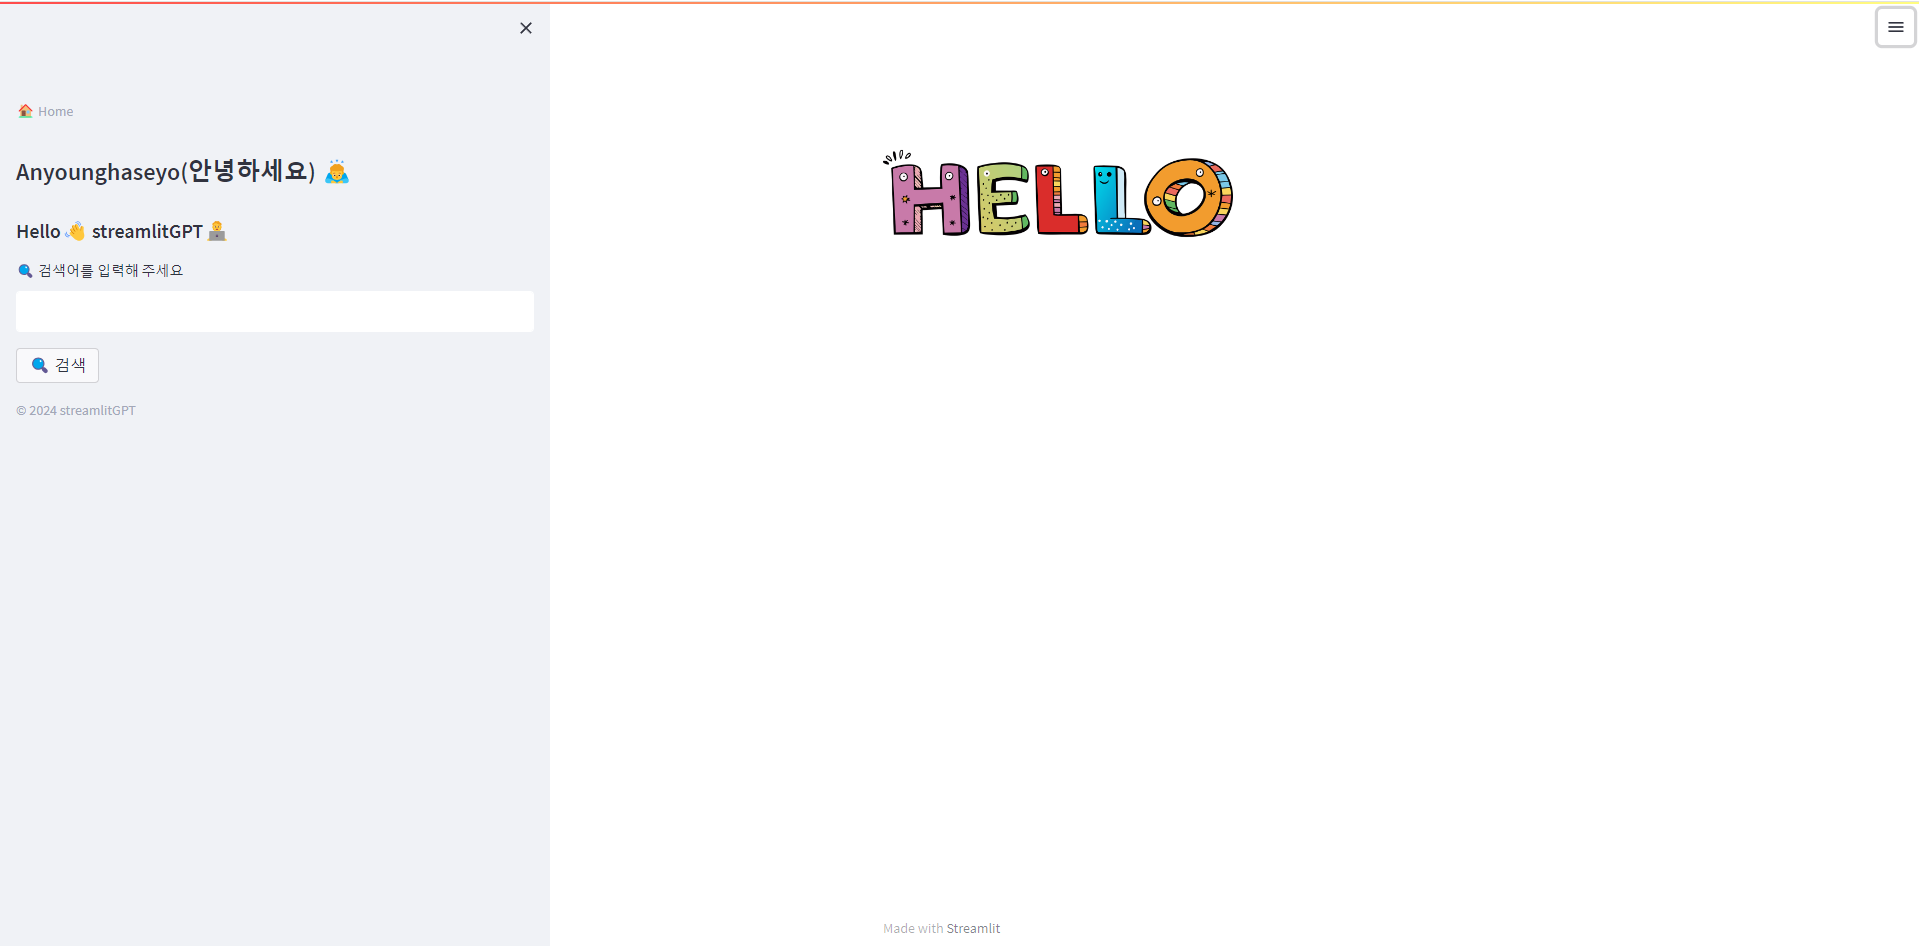 🏠 Home
Anyounghaseyo(안녕하세요) 🙇
Hello 👋 streamlitGPT 🧑‍💻
🔍 검색어를 입력해 주세요
🔍 검색
© 2024 streamlitGPT
HELLO
Made with Streamlit